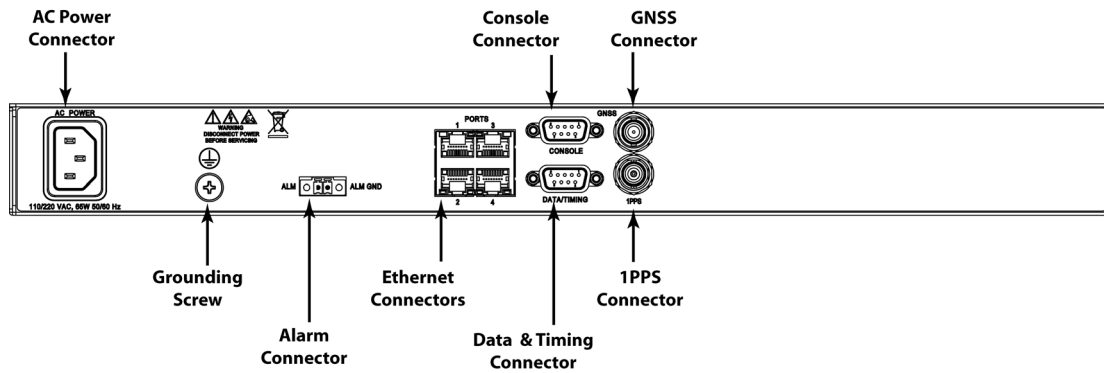 AC Power
Connector
Console
Connector
GNSS
Connector
AC POWER
WARNING
DISCONNECT POWER
BEFORE SERVICING
PORTS
1
3
GNSS
CONSOLE
ALM
ALM GND
110/220 VAC, 65W 50/60 Hz
2
4
DATA/TIMING
1PPS
Grounding
Screw
Ethernet
Connectors
1PPS
Connector
Alarm
Connector
Data & Timing
Connector